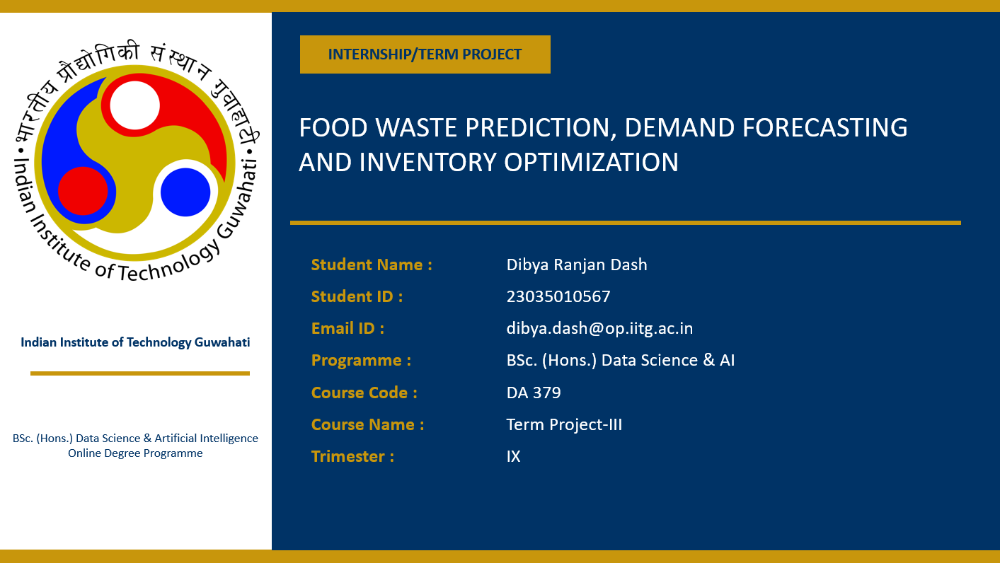 भारतीय प्रौद्योगिकी संस्थान गुवाहाटी
• Indian Institute of Technology Guwahati •
Indian Institute of Technology Guwahati
BSc. (Hons.) Data Science & Artificial Intelligence
Online Degree Programme
INTERNSHIP/TERM PROJECT
FOOD WASTE PREDICTION, DEMAND FORECASTING
AND INVENTORY OPTIMIZATION
Student Name : Dibya Ranjan Dash
Student ID : 23035010567
Email ID : dibya.dash@op.iitg.ac.in
Programme : BSc. (Hons.) Data Science & AI
Course Code : DA 379
Course Name : Term Project-III
Trimester : IX